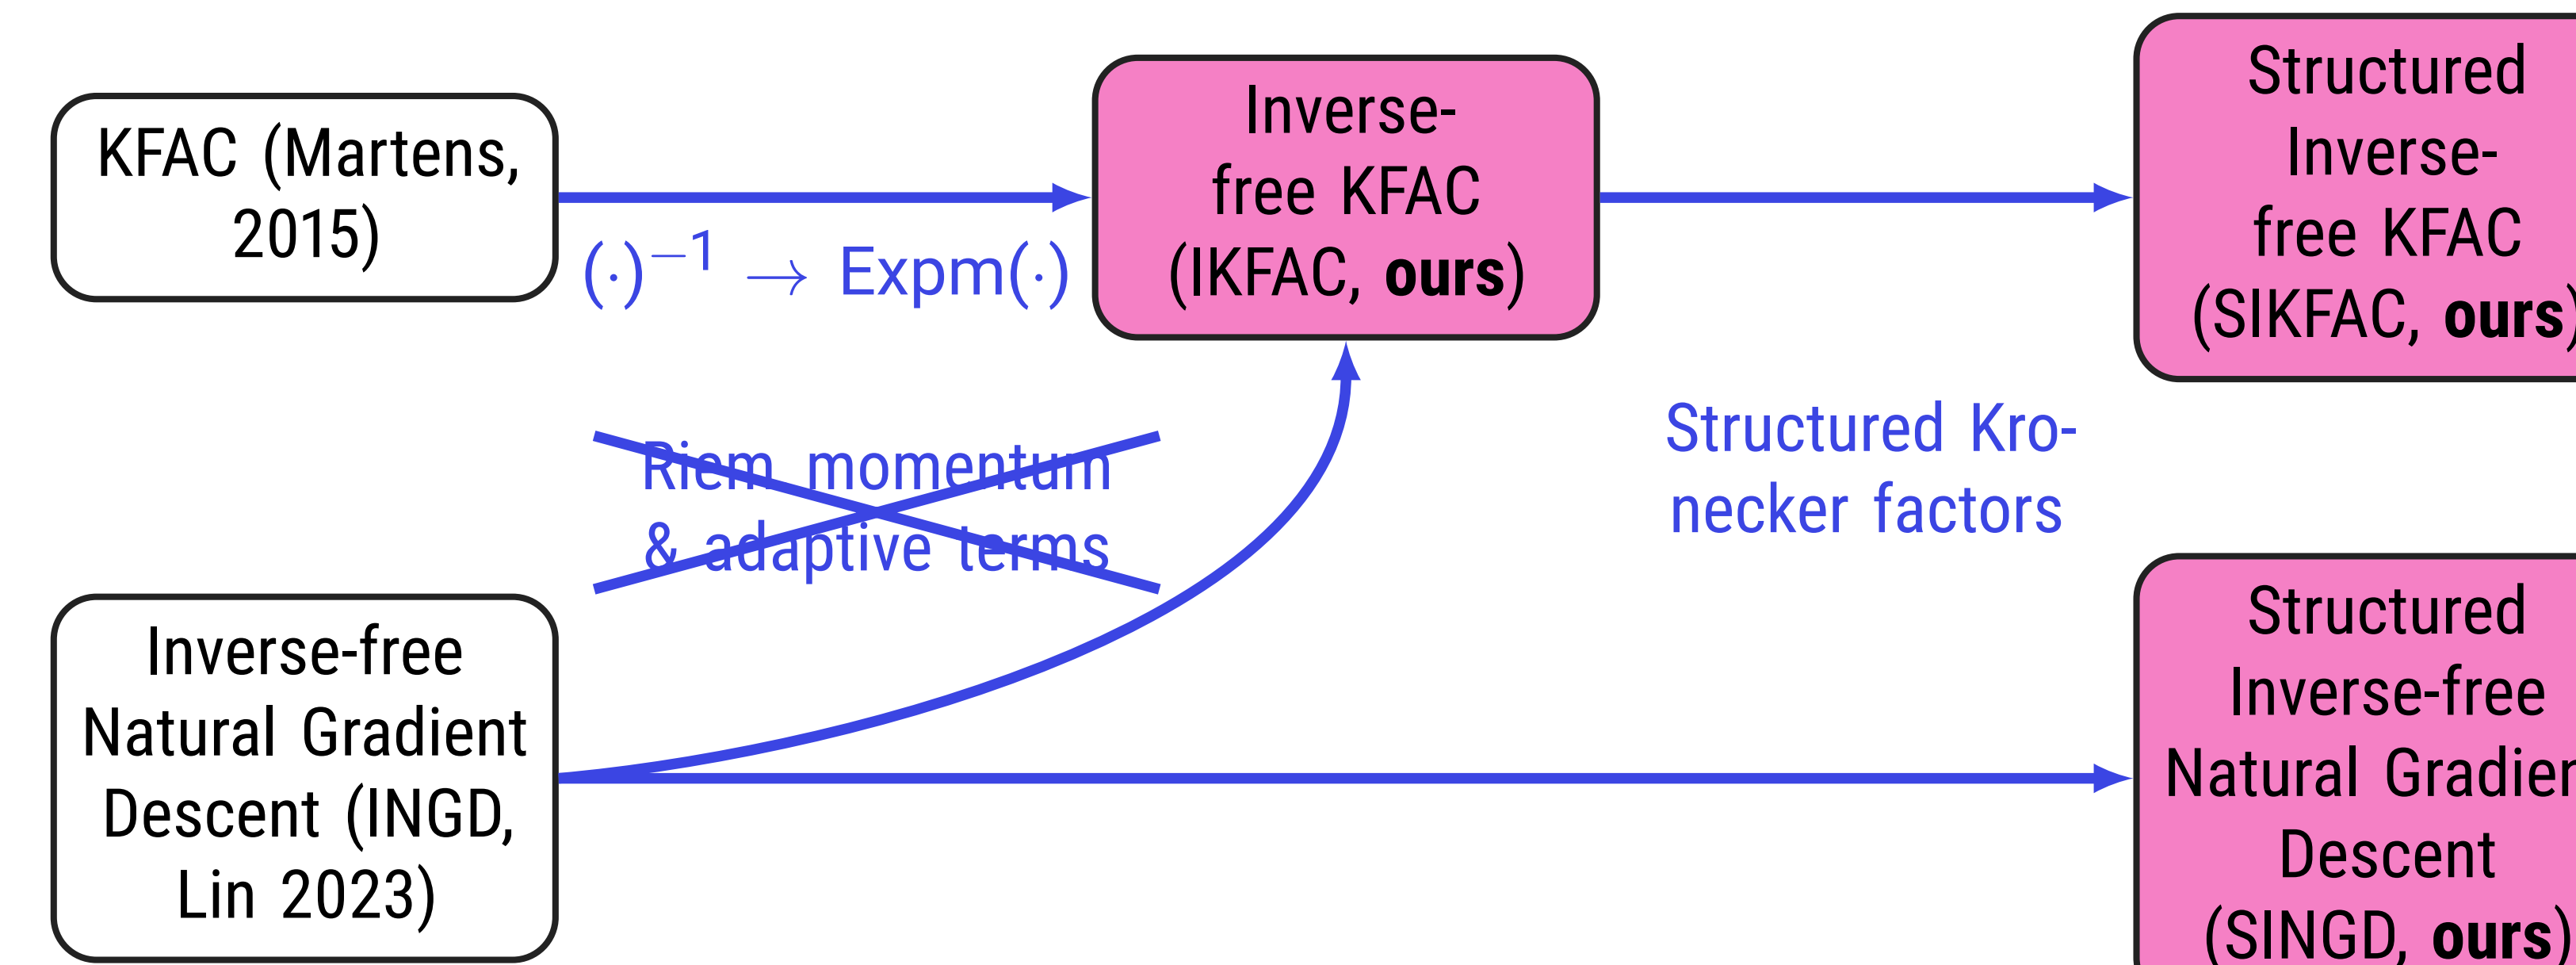 KFAC (Martens,
2015)
(·)⁻¹ → Expm(·)
Inverse-
free KFAC
(IKFAC, ours)
Structured
Inverse-
free KFAC
(SIKFAC, ours)
Riem momentum
& adaptive terms
Structured Kro-
necker factors
Inverse-free
Natural Gradient
Descent (INGD,
Lin 2023)
Structured
Inverse-free
Natural Gradien
Descent
(SINGD, ours)